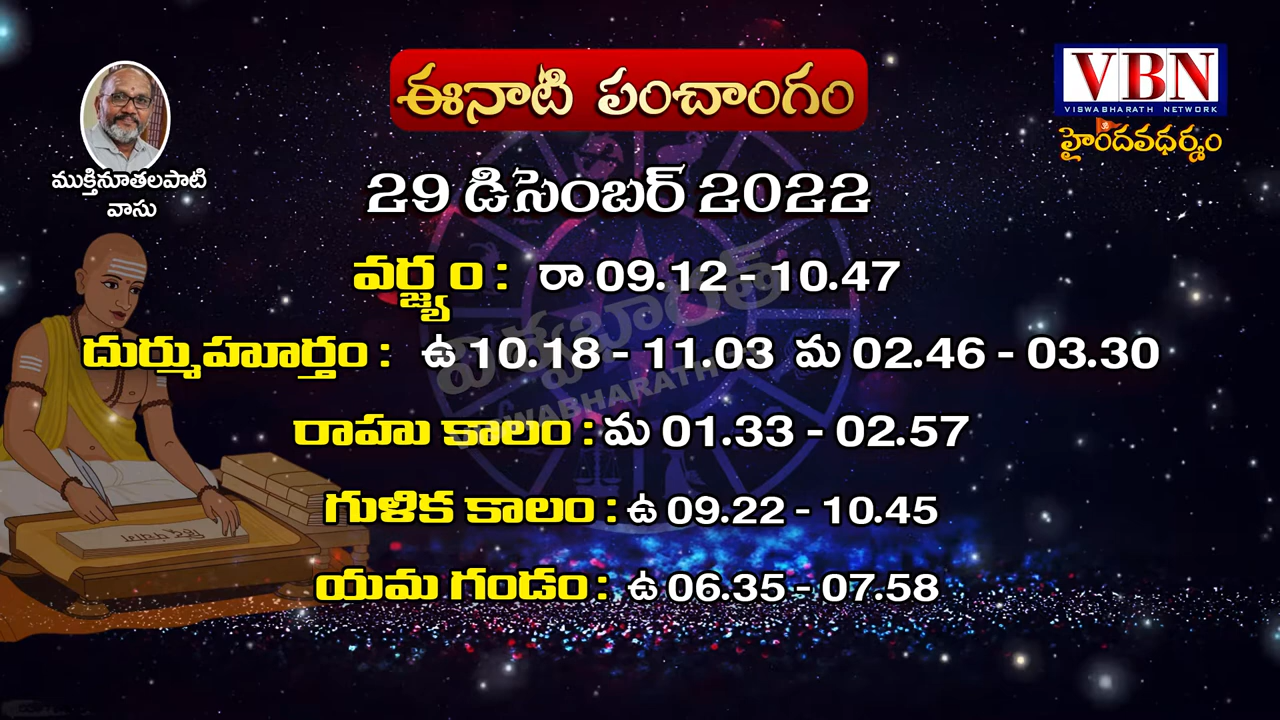 ఈనాటి పంచాంగం
VBN
VISWABHARATH NETWORK
హైందవధర్మం
ముక్తినూతలపాటి
వాసు
29 డిసెంబర్ 2022
వర్జ్యం : రా 09.12 - 10.47
దుర్ముహూర్తం : ఉ 10.18 - 11.03 మ 02.46 - 03.30
రాహు కాలం : మ 01.33 - 02.57
గుళిక కాలం : ఉ 09.22 - 10.45
యమ గండం : ఉ 06.35 - 07.58